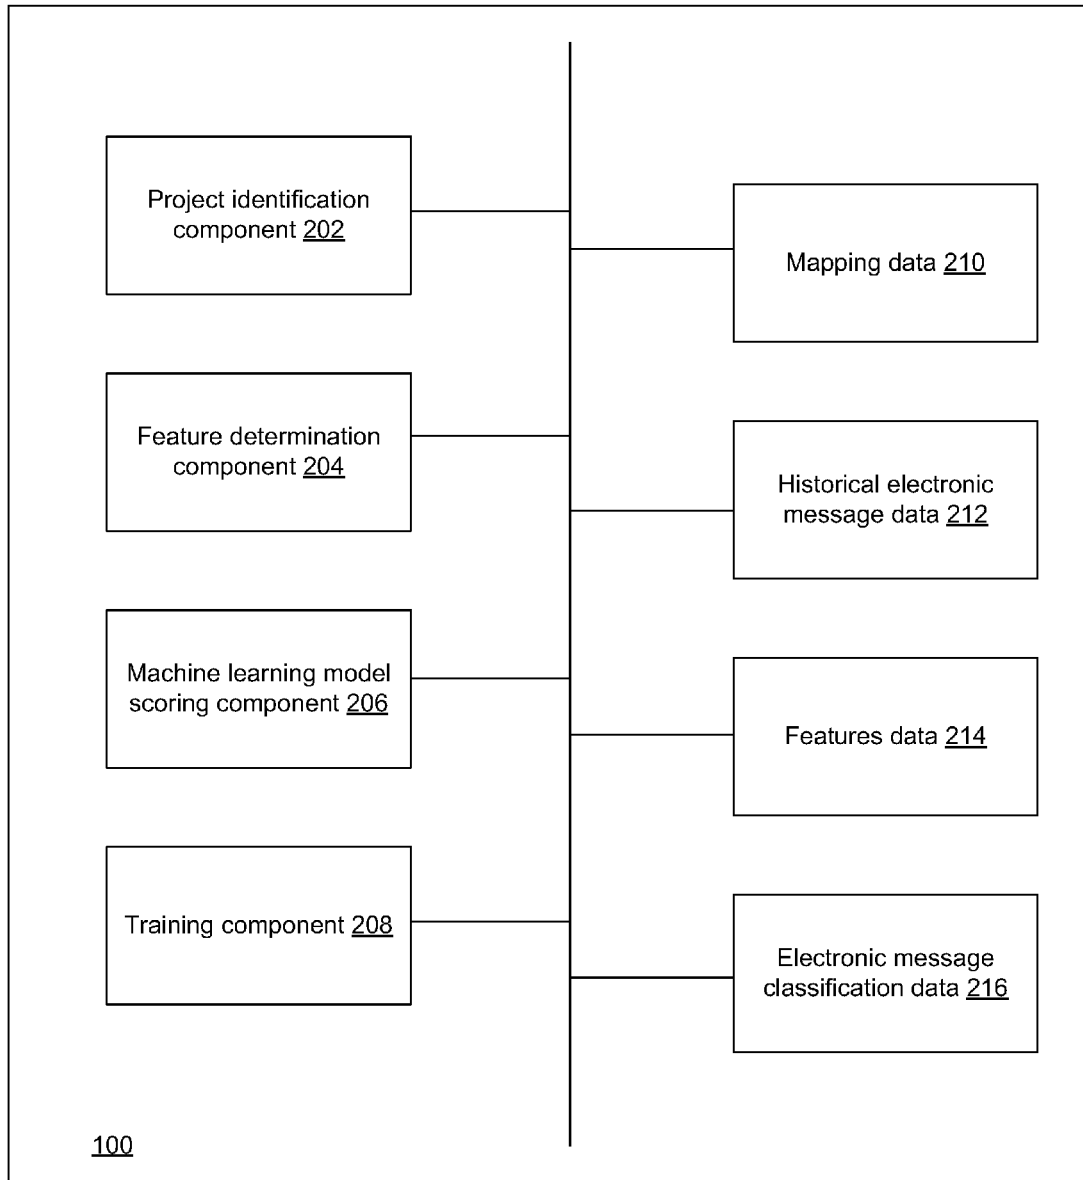 Project identification
component 202
Feature determination
component 204
Machine learning model
scoring component 206
Training component 208
Mapping data 210
Historical electronic
message data 212
Features data 214
Electronic message
classification data 216
100